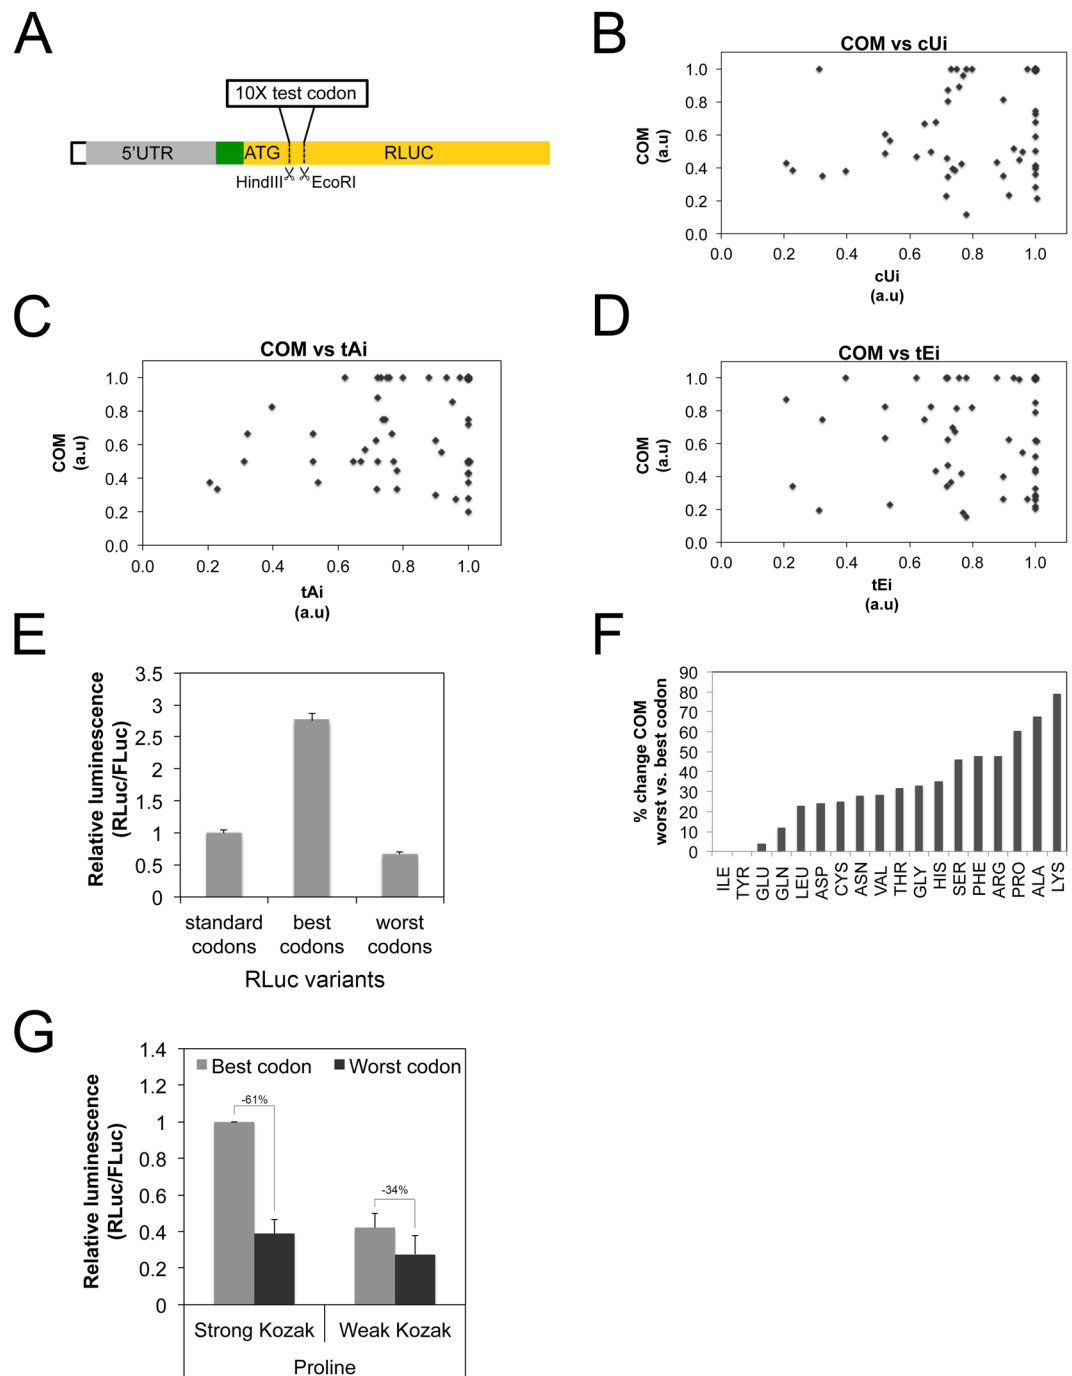 A
10X test codon
5'UTR
ATG
RLUC
HindIII
EcoRI
B
COM vs cUi
COM
(a.u)
1.0
0.8
0.6
0.4
0.2
0.0
0.0 0.2 0.4 0.6 0.8 1.0
cUi
(a.u)
C
COM vs tAi
COM
(a.u)
1.0
0.8
0.6
0.4
0.2
0.0
0.0 0.2 0.4 0.6 0.8 1.0
tAi
(a.u)
D
COM vs tEi
COM
(a.u)
1.0
0.8
0.6
0.4
0.2
0.0
0.0 0.2 0.4 0.6 0.8 1.0
tEi
(a.u)
E
Relative luminescence
(RLuc/FLuc)
3.5
3
2.5
2
1.5
1
0.5
0
standard best worst
codons codons codons
RLuc variants
F
% change COM
worst vs. best codon
90
80
70
60
50
40
30
20
10
0
ILE
TYR
GLU
GLN
LEU
ASP
CYS
ASN
VAL
THR
GLY
HIS
SER
PHE
ARG
PRO
ALA
LYS
G
Relative luminescence
(RLuc/FLuc)
1.4
1.2
1
0.8
0.6
0.4
0.2
0
Best codon Worst codon
-61%
-34%
Strong Kozak Weak Kozak
Proline